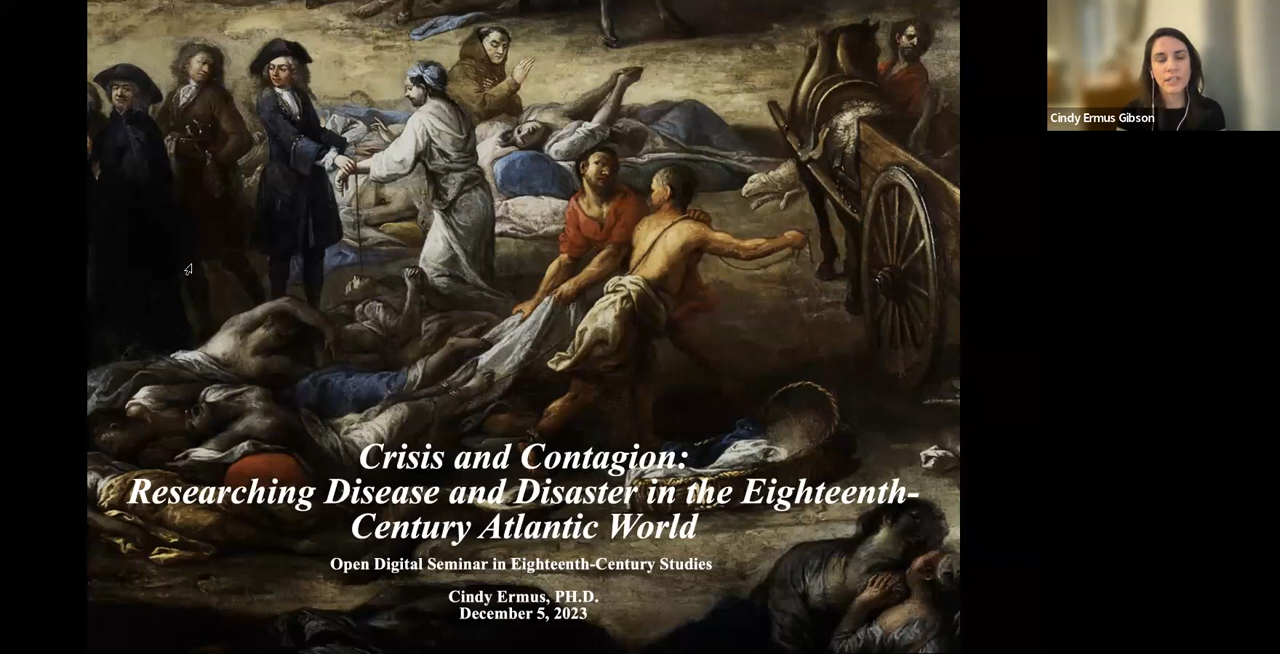 Cindy Ermus Gibson
Crisis and Contagion:
Researching Disease and Disaster in the Eighteenth-
Century Atlantic World
Open Digital Seminar in Eighteenth-Century Studies
Cindy Ermus, PH.D.
December 5, 2023